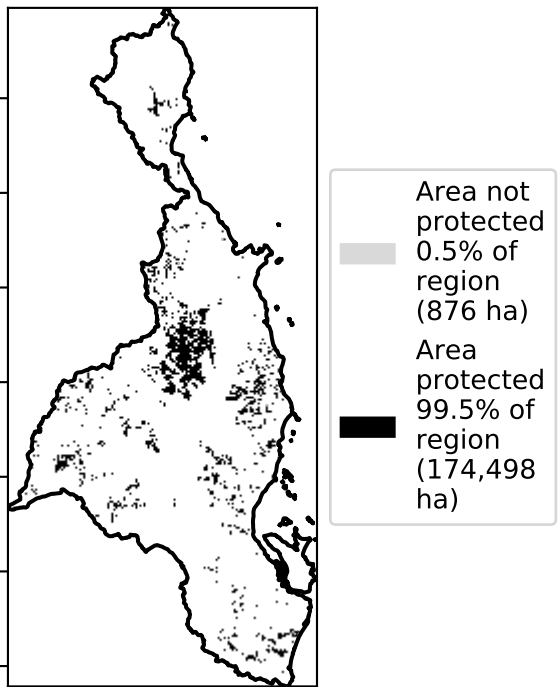 Area not
protected
0.5% of
region
(876 ha)
Area
protected
99.5% of
region
(174,498
ha)